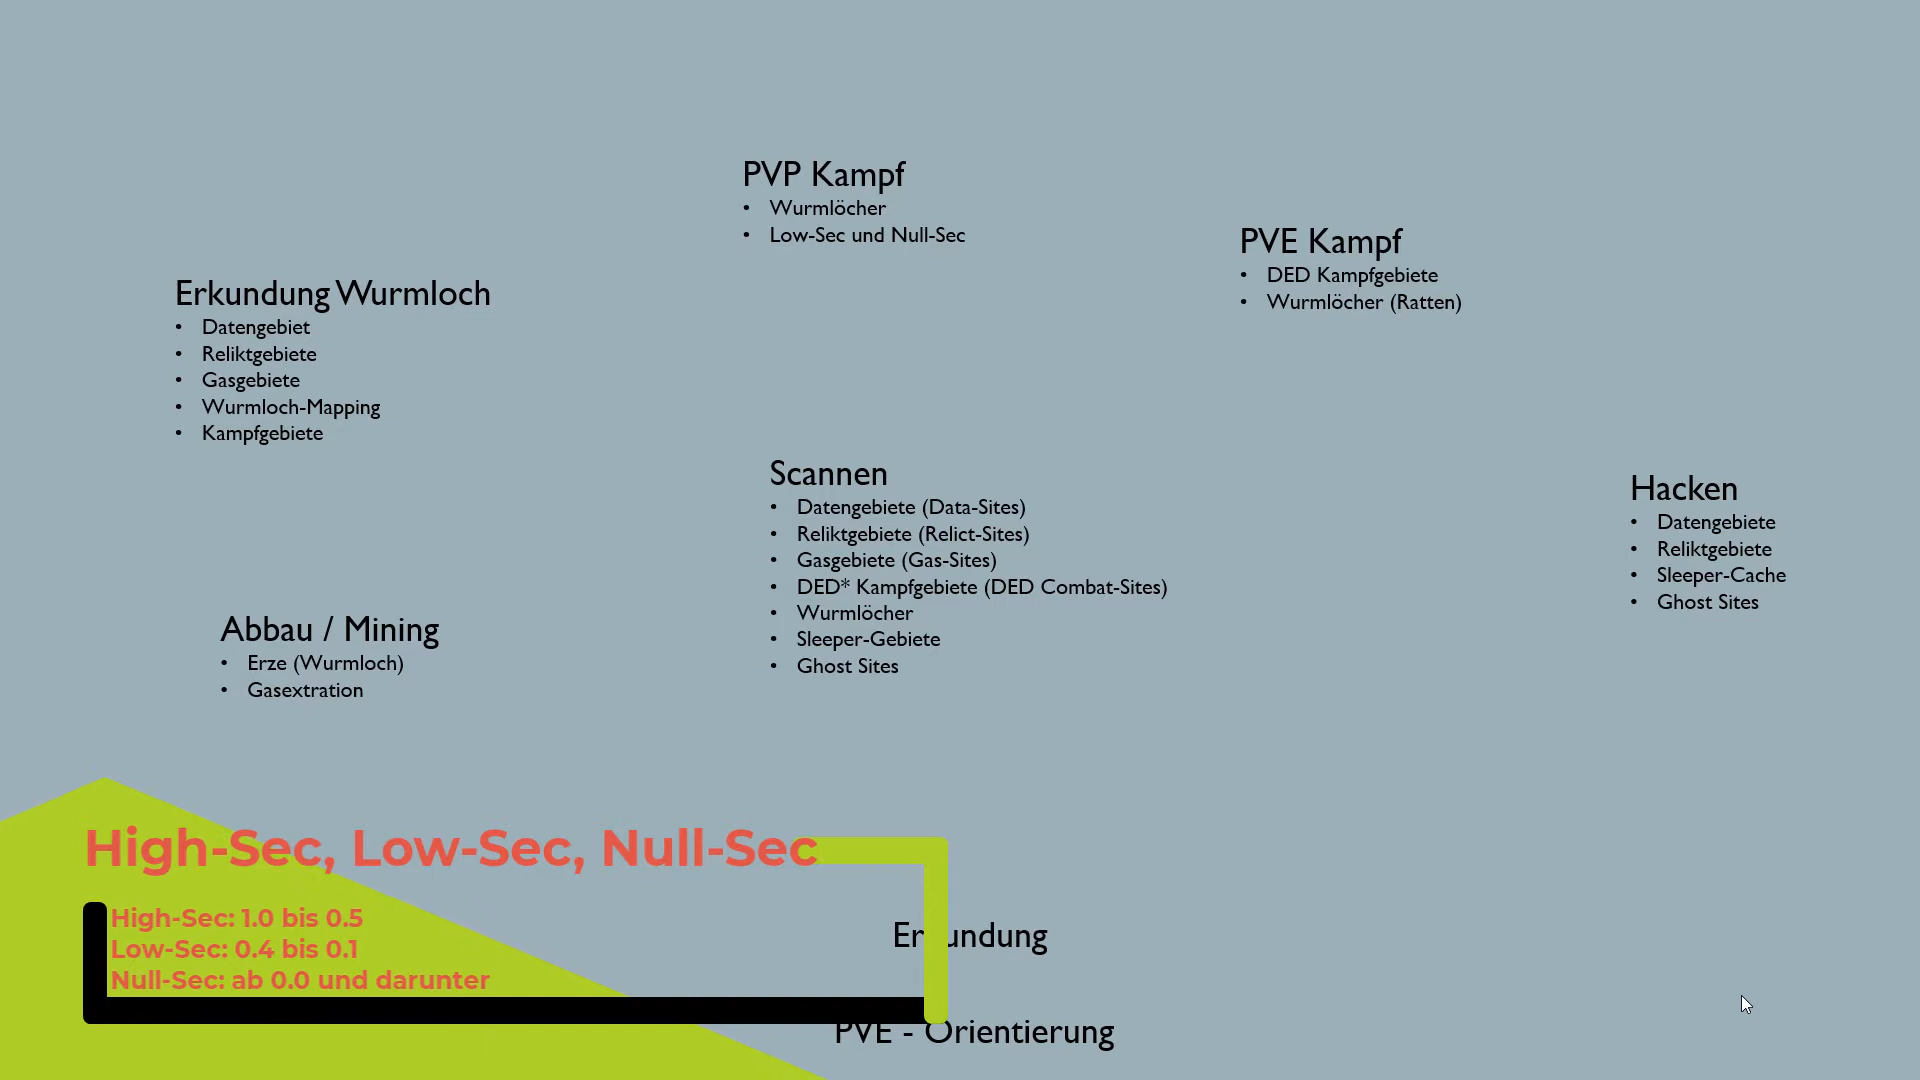 PVP Kampf
• Wurmlöcher
• Low-Sec und Null-Sec
PVE Kampf
• DED Kampfgebiete
• Wurmlöcher (Ratten)
Erkundung Wurmloch
• Datengebiet
• Reliktgebiete
• Gasgebiete
• Wurmloch-Mapping
• Kampfgebiete
Scannen
• Datengebiete (Data-Sites)
• Reliktgebiete (Relict-Sites)
• Gasgebiete (Gas-Sites)
• DED* Kampfgebiete (DED Combat-Sites)
• Wurmlöcher
• Sleeper-Gebiete
• Ghost Sites
Hacken
• Datengebiete
• Reliktgebiete
• Sleeper-Cache
• Ghost Sites
Abbau / Mining
• Erze (Wurmloch)
• Gasextration
High-Sec, Low-Sec, Null-Sec
High-Sec: 1.0 bis 0.5
Low-Sec: 0.4 bis 0.1
Null-Sec: ab 0.0 und darunter
Erkundung
PVE - Orientierung